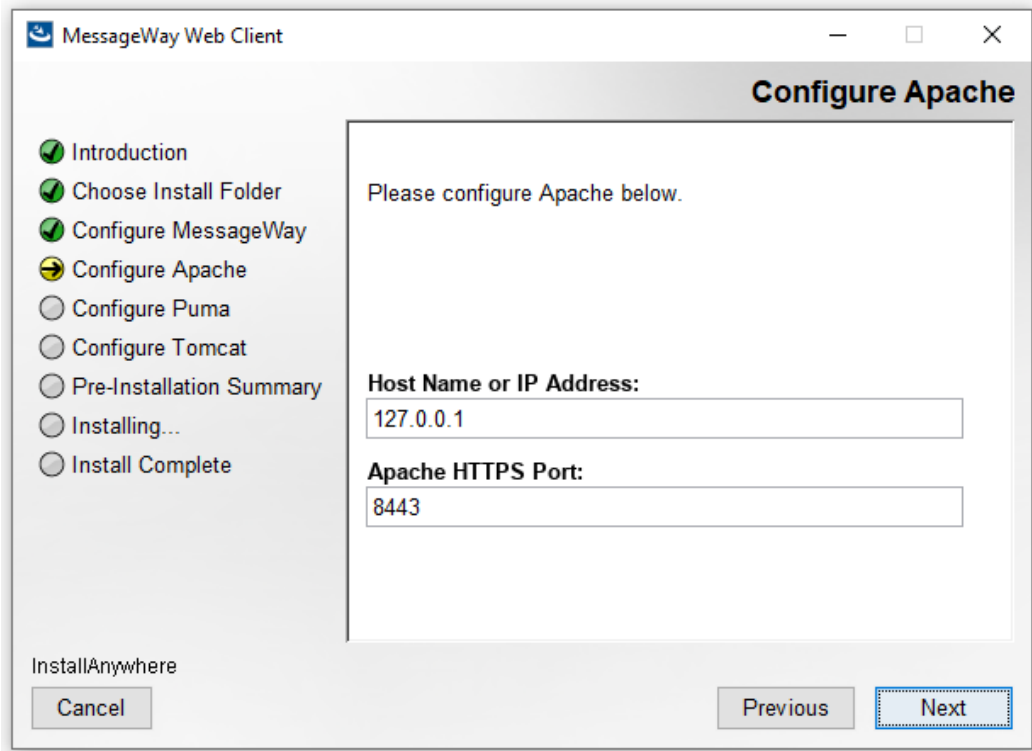 MessageWay Web Client
Configure Apache
Introduction
Choose Install Folder
Configure MessageWay
Configure Apache
Configure Puma
Configure Tomcat
Pre-Installation Summary
Installing...
Install Complete
Please configure Apache below.
Host Name or IP Address:
127.0.0.1
Apache HTTPS Port:
8443
InstallAnywhere
Cancel
Previous
Next